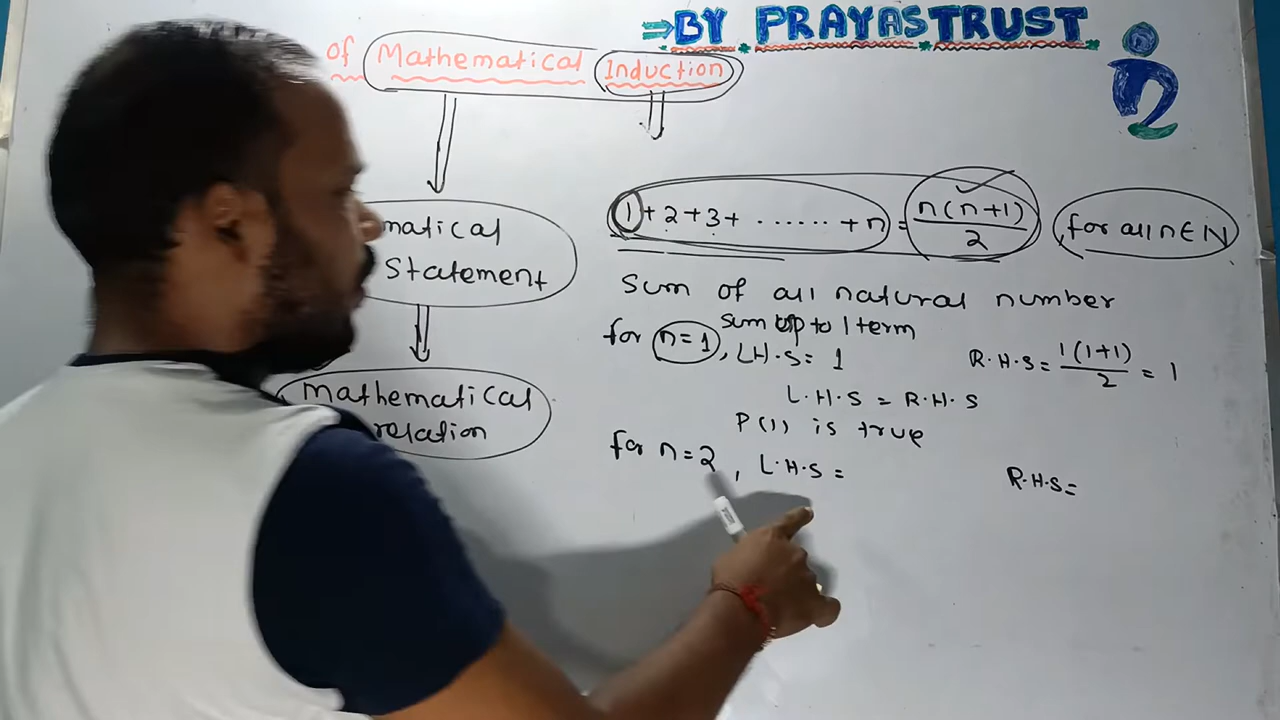 ⇒BY PRAYAS TRUST
of Mathematical Induction
1+2+3+ ...... +n = n(n+1)/2 for all n∈N
matical
Statement
Sum of all natural number
sum up to 1 term
for n=1, L.H.S= 1 R.H.S= 1(1+1)/2 = 1
L.H.S = R.H.S
P(1) is true
Mathematical
relation
for n=2, L.H.S= R.H.S=